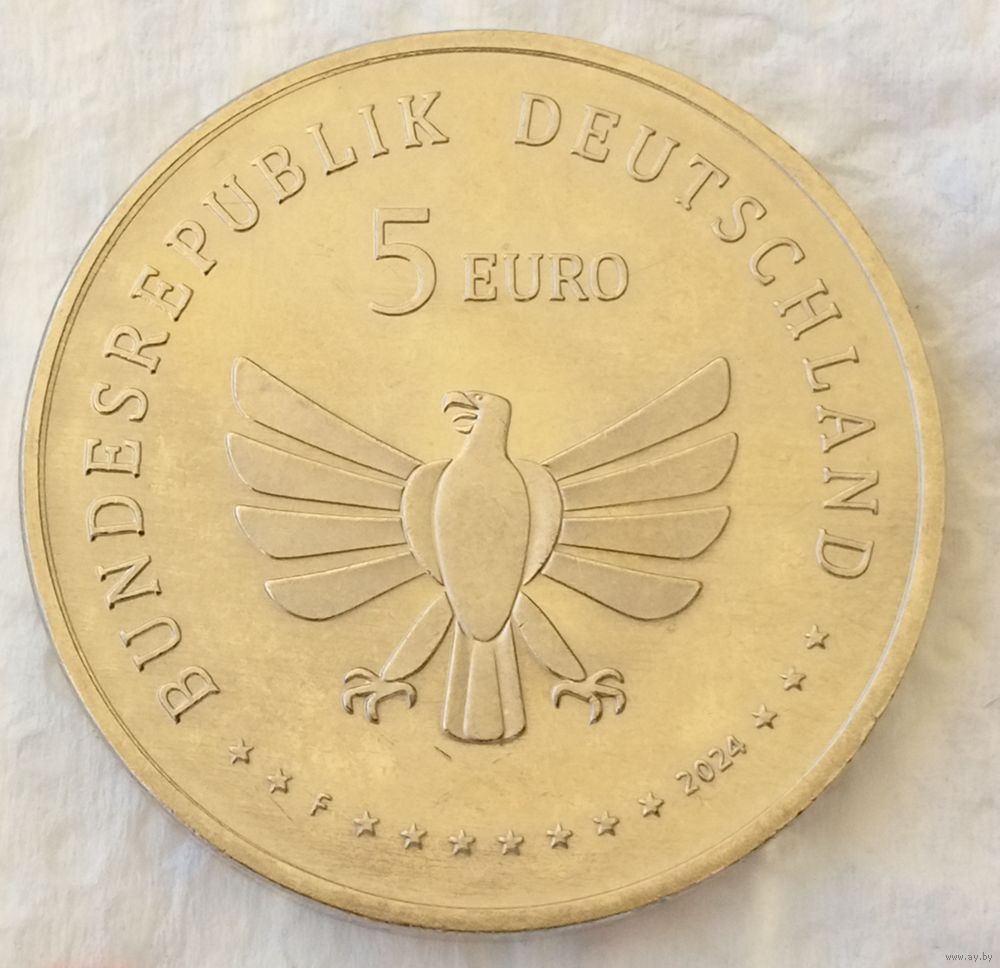 BUNDESREPUBLIK DEUTSCHLAND
5 EURO
F
2024
www.ay.by